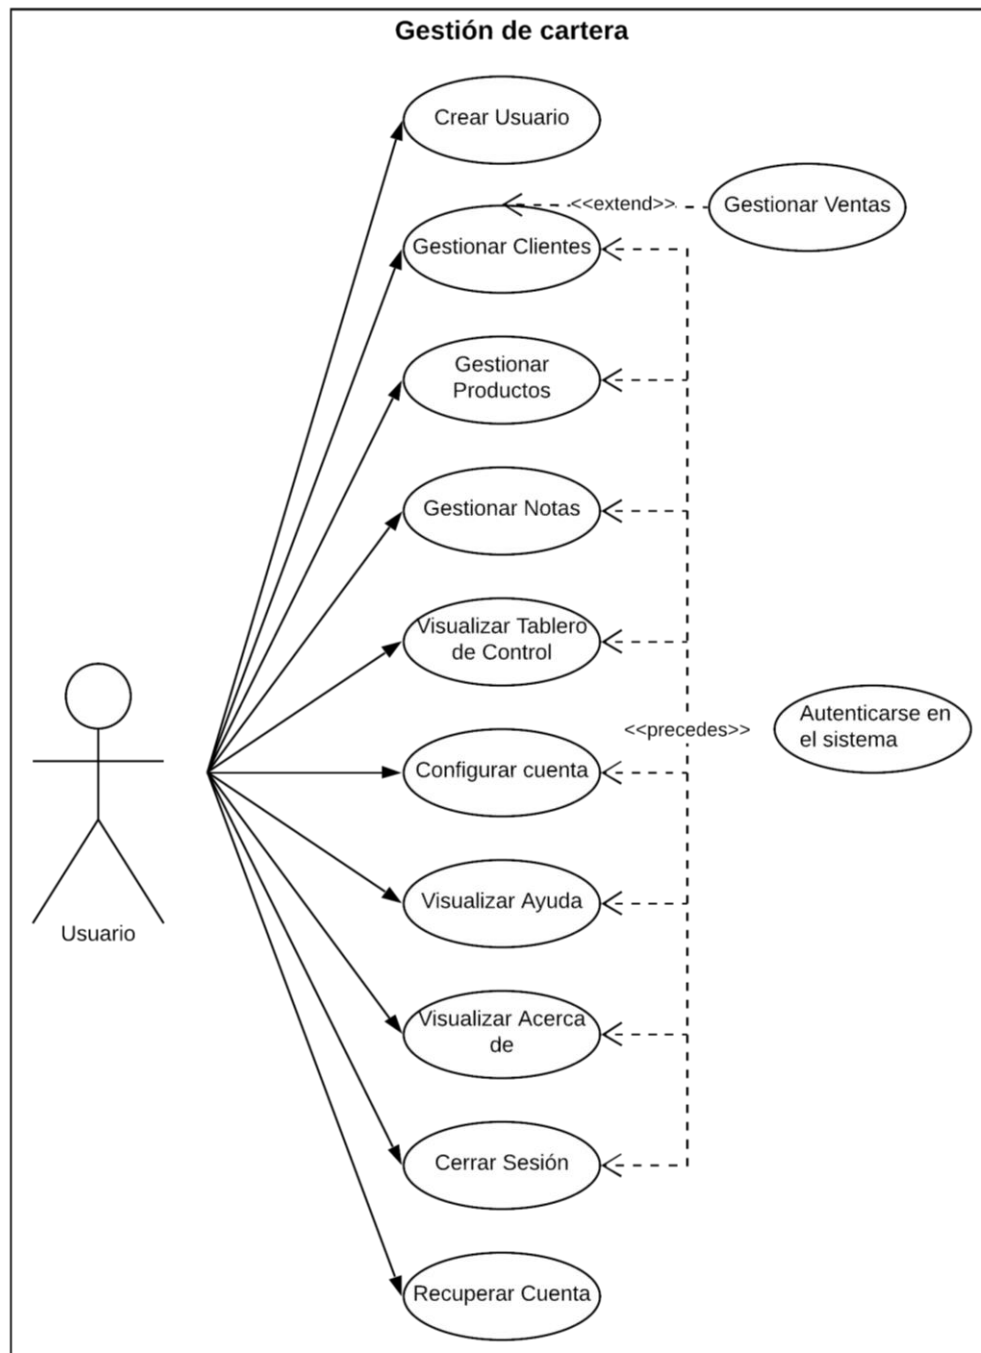 Gestión de cartera
Crear Usuario
<<extend>>
Gestionar Ventas
Gestionar Clientes
Gestionar
Productos
Gestionar Notas
Visualizar Tablero
de Control
<<precedes>>
Autenticarse en
el sistema
Configurar cuenta
Visualizar Ayuda
Usuario
Visualizar Acerca
de
Cerrar Sesión
Recuperar Cuenta